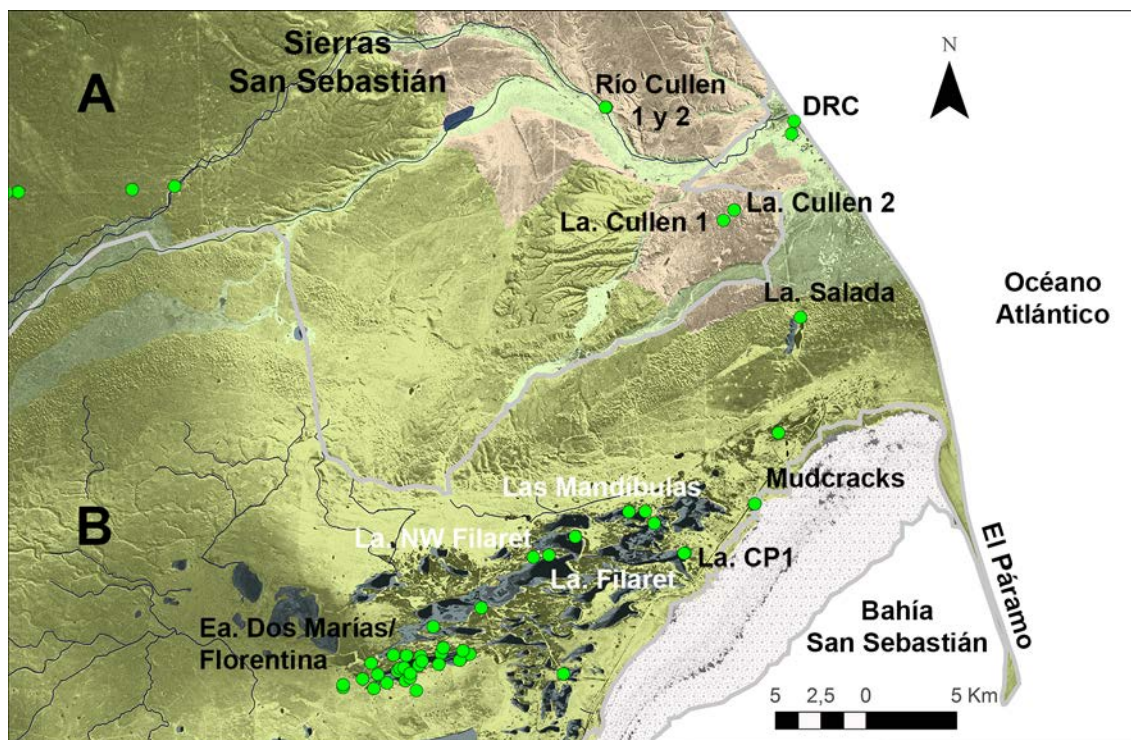 Sierras
San Sebastián
A
N
Río Cullen
1 y 2
DRC
La. Cullen 1
La. Cullen 2
La. Salada
Océano
Atlántico
B
Las Mandíbulas
Mudcracks
La. NW Filaret
La. Filaret
La. CP1
El Páramo
Ea. Dos Marías/
Florentina
Bahía
San Sebastián
5 2,5 0 5 Km